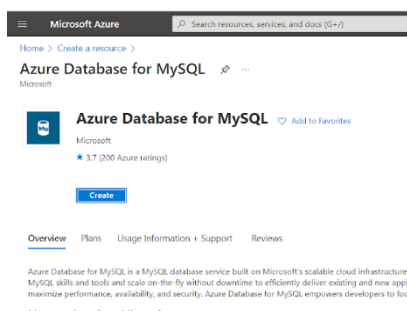 Microsoft Azure
Search resources, services, and docs (G+/)
Home > Create a resource >
Azure Database for MySQL
Microsoft
Azure Database for MySQL
Add to Favorites
My
Microsoft
★ 3.7 (200 Azure ratings)
Create
Overview Plans Usage Information + Support Reviews
Azure Database for MySQL is a MySQL database service built on Microsoft's scalable cloud infrastructure
MySQL skills and tools and scale on-the-fly without downtime to efficiently deliver existing and new appl
maximize performance, availability, and security. Azure Database for MySQL empowers developers to foc